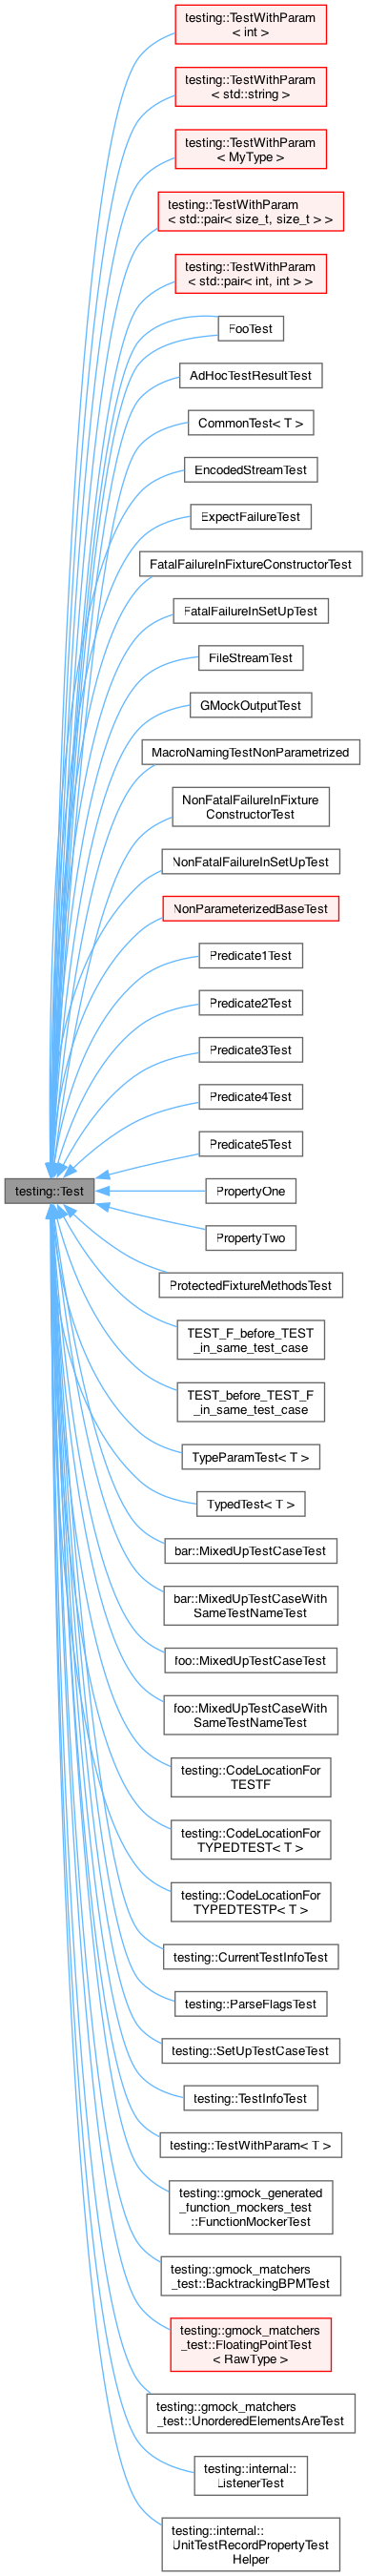 testing::TestWithParam
< int >
testing::TestWithParam
< std::string >
testing::TestWithParam
< MyType >
testing::TestWithParam
< std::pair< size_t, size_t > >
testing::TestWithParam
< std::pair< int, int > >
FooTest
AdHocTestResultTest
CommonTest< T >
EncodedStreamTest
ExpectFailureTest
FatalFailureInFixtureConstructorTest
FatalFailureInSetUpTest
FileStreamTest
GMockOutputTest
MacroNamingTestNonParametrized
NonFatalFailureInFixture
ConstructorTest
NonFatalFailureInSetUpTest
NonParameterizedBaseTest
Predicate1Test
Predicate2Test
Predicate3Test
Predicate4Test
Predicate5Test
testing::Test
PropertyOne
PropertyTwo
ProtectedFixtureMethodsTest
TEST_F_before_TEST
_in_same_test_case
TEST_before_TEST_F
_in_same_test_case
TypeParamTest< T >
TypedTest< T >
bar::MixedUpTestCaseTest
bar::MixedUpTestCaseWith
SameTestNameTest
foo::MixedUpTestCaseTest
foo::MixedUpTestCaseWith
SameTestNameTest
testing::CodeLocationFor
TESTF
testing::CodeLocationFor
TYPEDTEST< T >
testing::CodeLocationFor
TYPEDTESTP< T >
testing::CurrentTestInfoTest
testing::ParseFlagsTest
testing::SetUpTestCaseTest
testing::TestInfoTest
testing::TestWithParam< T >
testing::gmock_generated
_function_mockers_test
::FunctionMockerTest
testing::gmock_matchers
_test::BacktrackingBPMTest
testing::gmock_matchers
_test::FloatingPointTest
< RawType >
testing::gmock_matchers
_test::UnorderedElementsAreTest
testing::internal::
ListenerTest
testing::internal::
UnitTestRecordPropertyTest
Helper